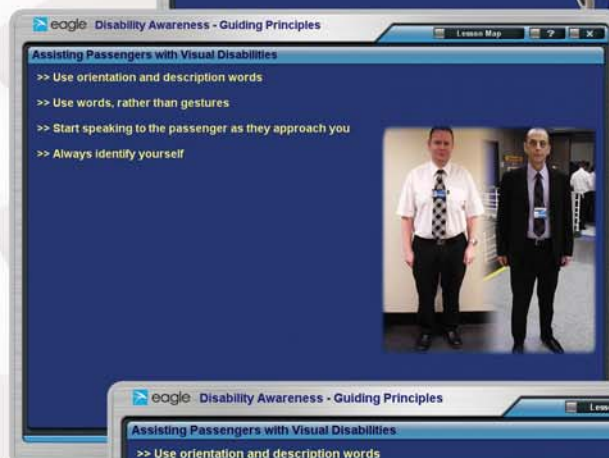 eagle Disability Awareness - Guiding Principles
Lesson Map ? X
Assisting Passengers with Visual Disabilities
>> Use orientation and description words
>> Use words, rather than gestures
>> Start speaking to the passenger as they approach you
>> Always identify yourself
eagle Disability Awareness - Guiding Principles
Less
Assisting Passengers with Visual Disabilities
>> Use orientation and description words